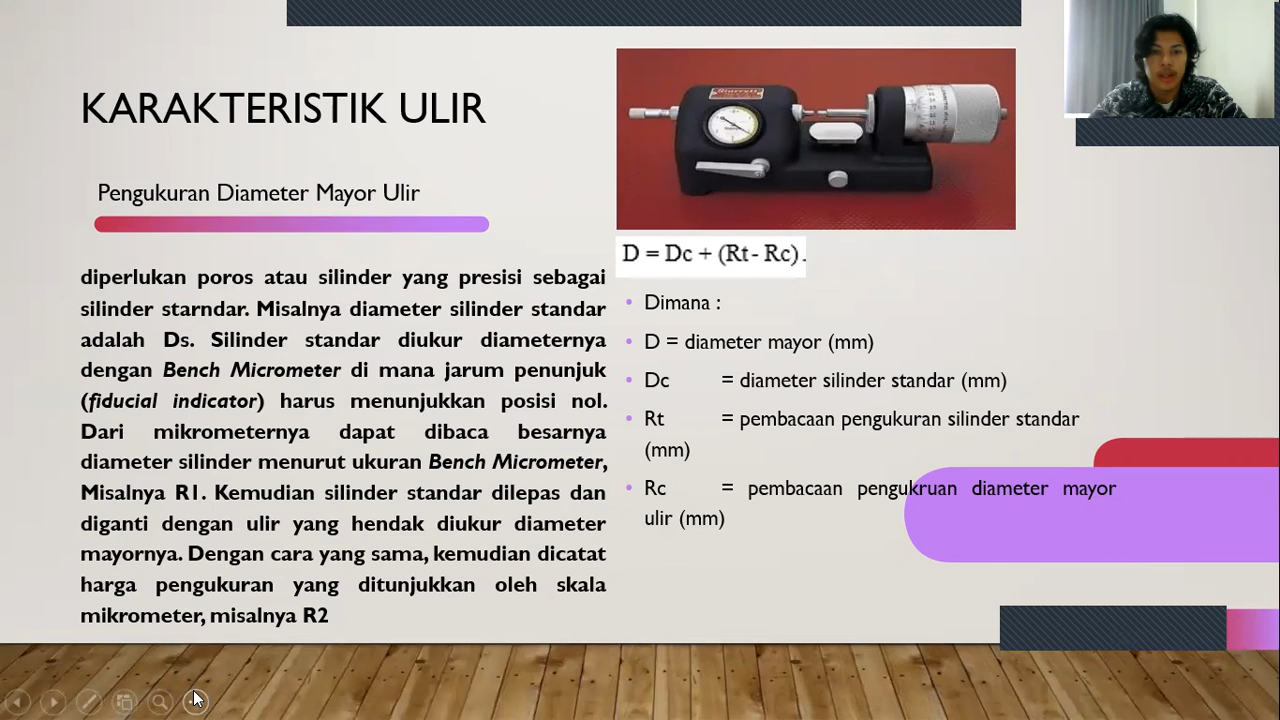 KARAKTERISTIK ULIR
Pengukuran Diameter Mayor Ulir
diperlukan poros atau silinder yang presisi sebagai
silinder starndar. Misalnya diameter silinder standar
adalah Ds. Silinder standar diukur diameternya
dengan Bench Micrometer di mana jarum penunjuk
(fiducial indicator) harus menunjukkan posisi nol.
Dari mikrometernya dapat dibaca besarnya
diameter silinder menurut ukuran Bench Micrometer,
Misalnya R1. Kemudian silinder standar dilepas dan
diganti dengan ulir yang hendak diukur diameter
mayornya. Dengan cara yang sama, kemudian dicatat
harga pengukuran yang ditunjukkan oleh skala
mikrometer, misalnya R2
Starrett
D = Dc + (Rt - Rc).
• Dimana :
• D = diameter mayor (mm)
• Dc = diameter silinder standar (mm)
• Rt = pembacaan pengukuran silinder standar
(mm)
• Rc = pembacaan pengukruan diameter mayor
ulir (mm)